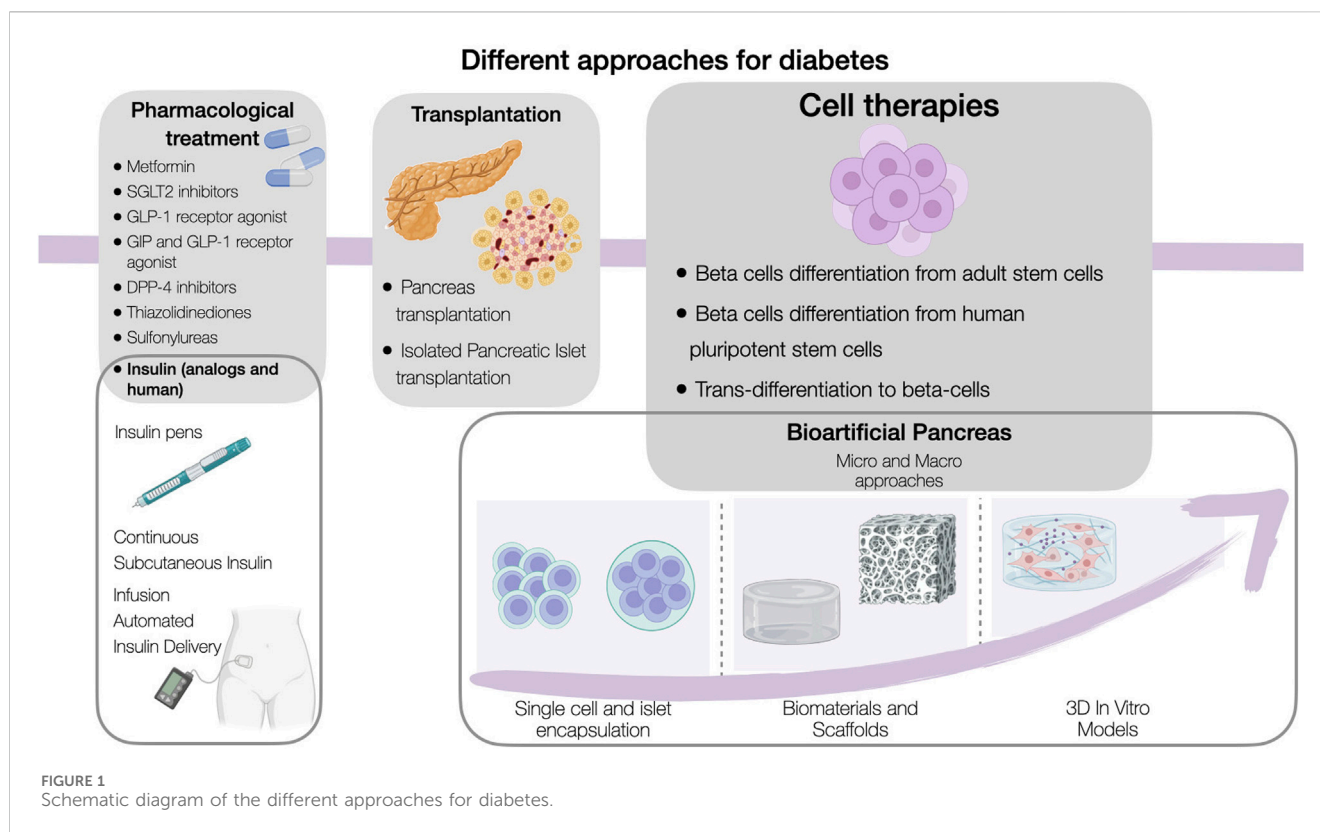 Different approaches for diabetes
Pharmacological
treatment
● Metformin
● SGLT2 inhibitors
● GLP-1 receptor agonist
● GIP and GLP-1 receptor
agonist
● DPP-4 inhibitors
● Thiazolidinediones
● Sulfonylureas
● Insulin (analogs and
human)
Insulin pens
Continuous
Subcutaneous Insulin
Infusion
Automated
Insulin Delivery
Transplantation
● Pancreas
transplantation
● Isolated Pancreatic Islet
transplantation
Cell therapies
● Beta cells differentiation from adult stem cells
● Beta cells differentiation from human
pluripotent stem cells
● Trans-differentiation to beta-cells
Bioartificial Pancreas
Micro and Macro
approaches
Single cell and islet
encapsulation
Biomaterials and
Scaffolds
3D In Vitro
Models
FIGURE 1
Schematic diagram of the different approaches for diabetes.